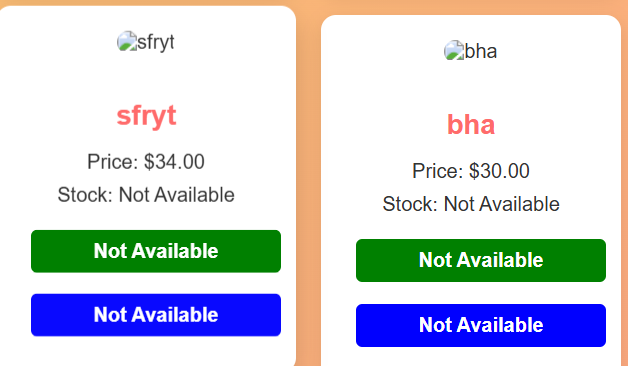 sfryt
sfryt
Price: $34.00
Stock: Not Available
Not Available
Not Available
bha
bha
Price: $30.00
Stock: Not Available
Not Available
Not Available